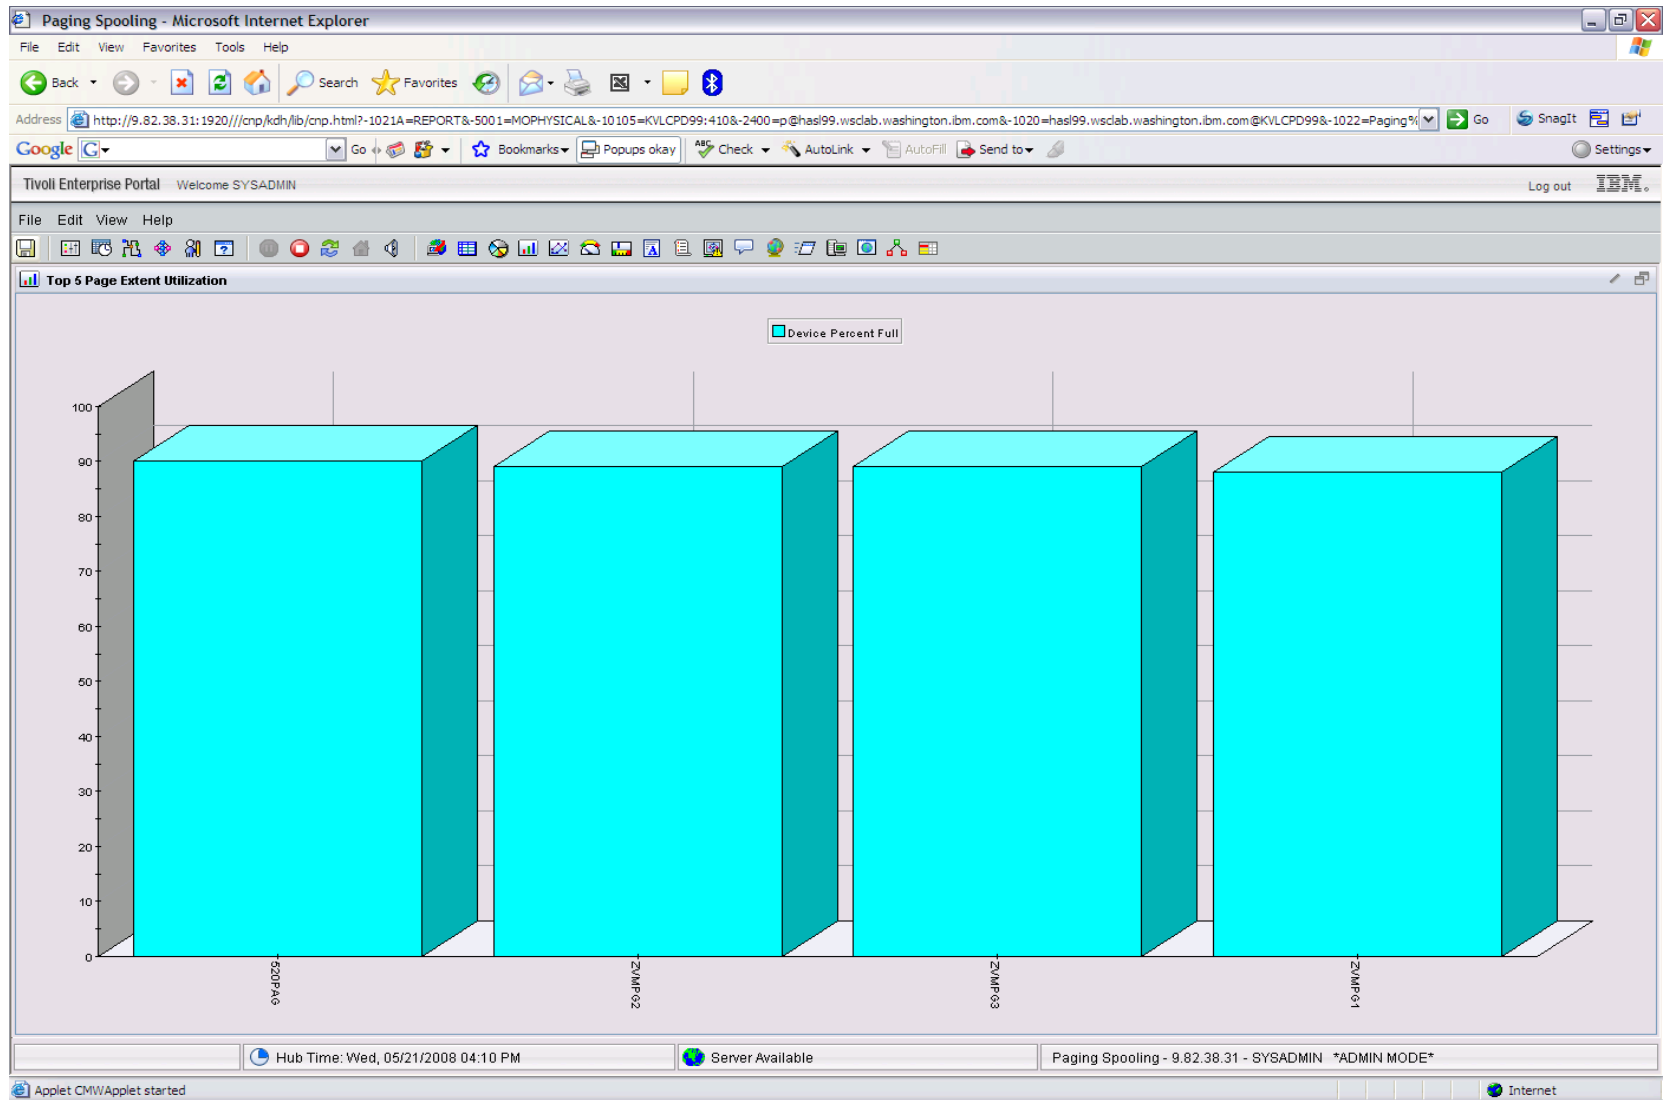 Paging Spooling - Microsoft Internet Explorer
File Edit View Favorites Tools Help
Back Search Favorites
Address http://9.82.38.31:1920///cnp/kdh/lib/cnp.html?-1021A=REPORT&-5001=MOPHYSICAL&-10105=KVLCPD99:410&-2400=p@hasl99.wsclab.washington.ibm.com&-1020=hasl99.wsclab.washington.ibm.com@KVLCPD99&-1022=Paging% Go SnagIt
Google G Go Bookmarks Popups okay ABC Check AutoLink AutoFill Send to Settings
Tivoli Enterprise Portal Welcome SYSADMIN Log out IBM.
File Edit View Help
Top 5 Page Extent Utilization
Device Percent Full
100
90
80
70
60
50
40
30
20
10
0
520PAG
ZVMPG2
ZVMPG3
ZVMPG1
Hub Time: Wed, 05/21/2008 04:10 PM Server Available Paging Spooling - 9.82.38.31 - SYSADMIN *ADMIN MODE*
Applet CMWApplet started Internet